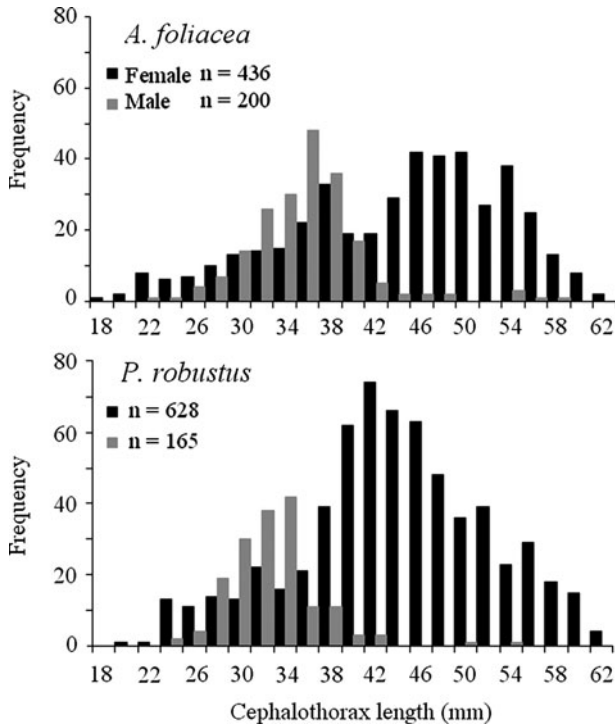 A. foliacea
Female n = 436
Male n = 200
80
60
40
20
0
Frequency
18 22 26 30 34 38 42 46 50 54 58 62
P. robustus
n = 628
n = 165
80
60
40
20
0
Frequency
18 22 26 30 34 38 42 46 50 54 58 62
Cephalothorax length (mm)